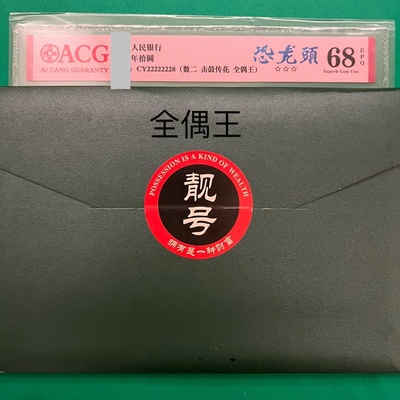 ACG
AI CANG GUARANTY
人民银行
年拾圆
: CY22222228 (数二 击鼓传花 全偶王)
恐龙頭
☆☆☆
68 EPQ
Superb Gem Unc
全偶王
POSSESSION IS A KIND OF WEALTH
靓号
拥有是一种财富